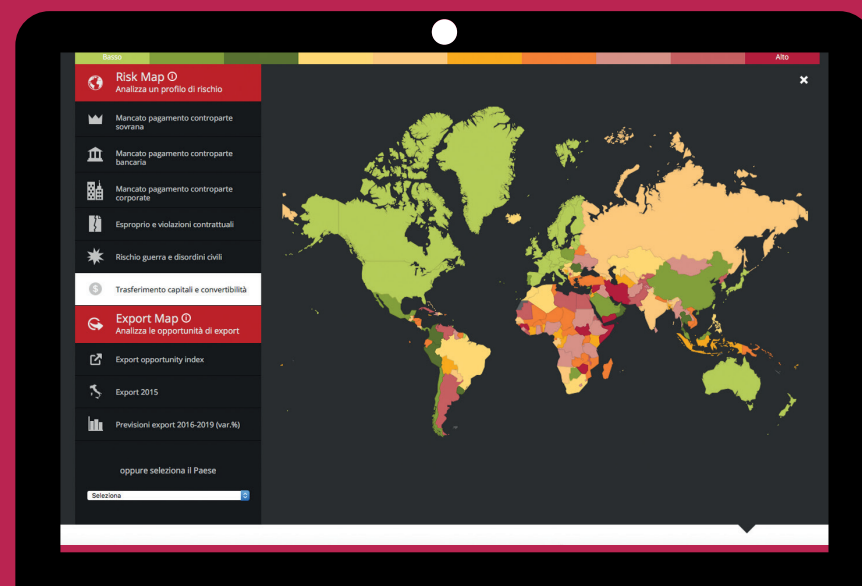 Basso
Alto
Risk Map
Analizza un profilo di rischio
Mancato pagamento controparte
sovrana
Mancato pagamento controparte
bancaria
Mancato pagamento controparte
corporate
Esproprio e violazioni contrattuali
Rischio guerra e disordini civili
$ Trasferimento capitali e convertibilità
Export Map
Analizza le opportunità di export
Export opportunity index
Export 2015
Previsioni export 2016-2019 (var.%)
oppure seleziona il Paese
Seleziona